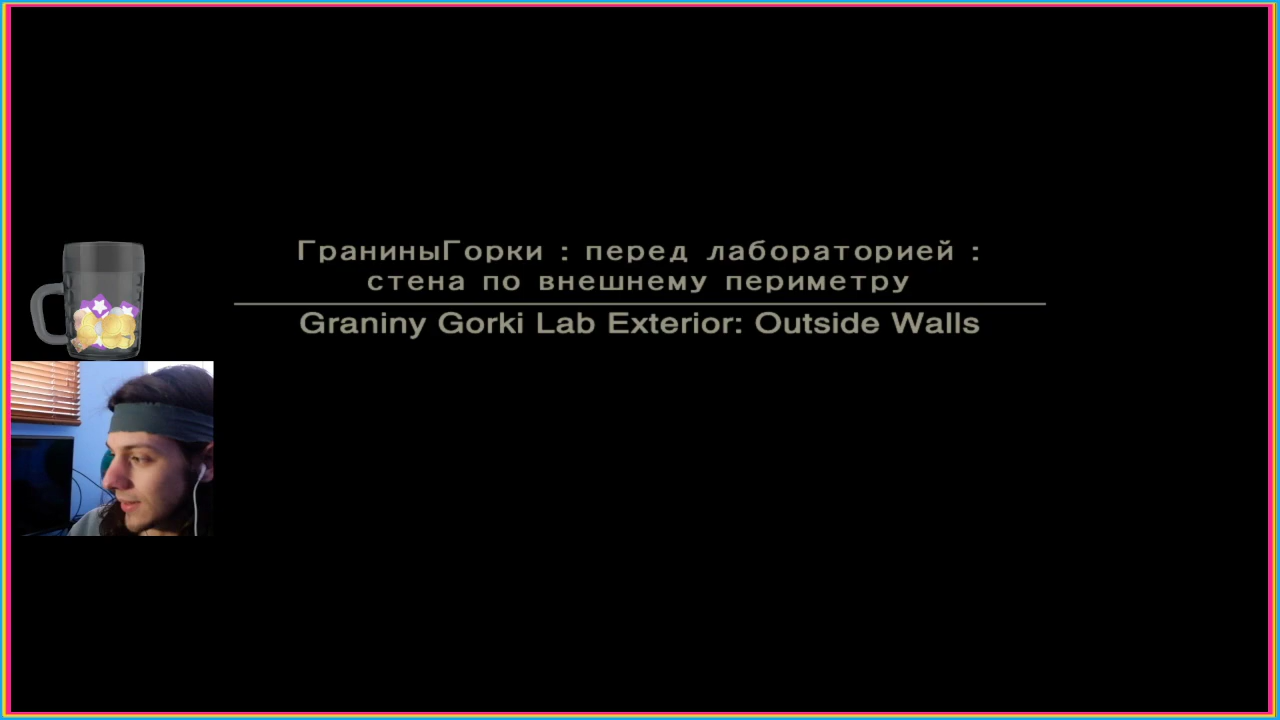 ГраниныГорки : перед лабораторией :
стена по внешнему периметру
Graniny Gorki Lab Exterior: Outside Walls